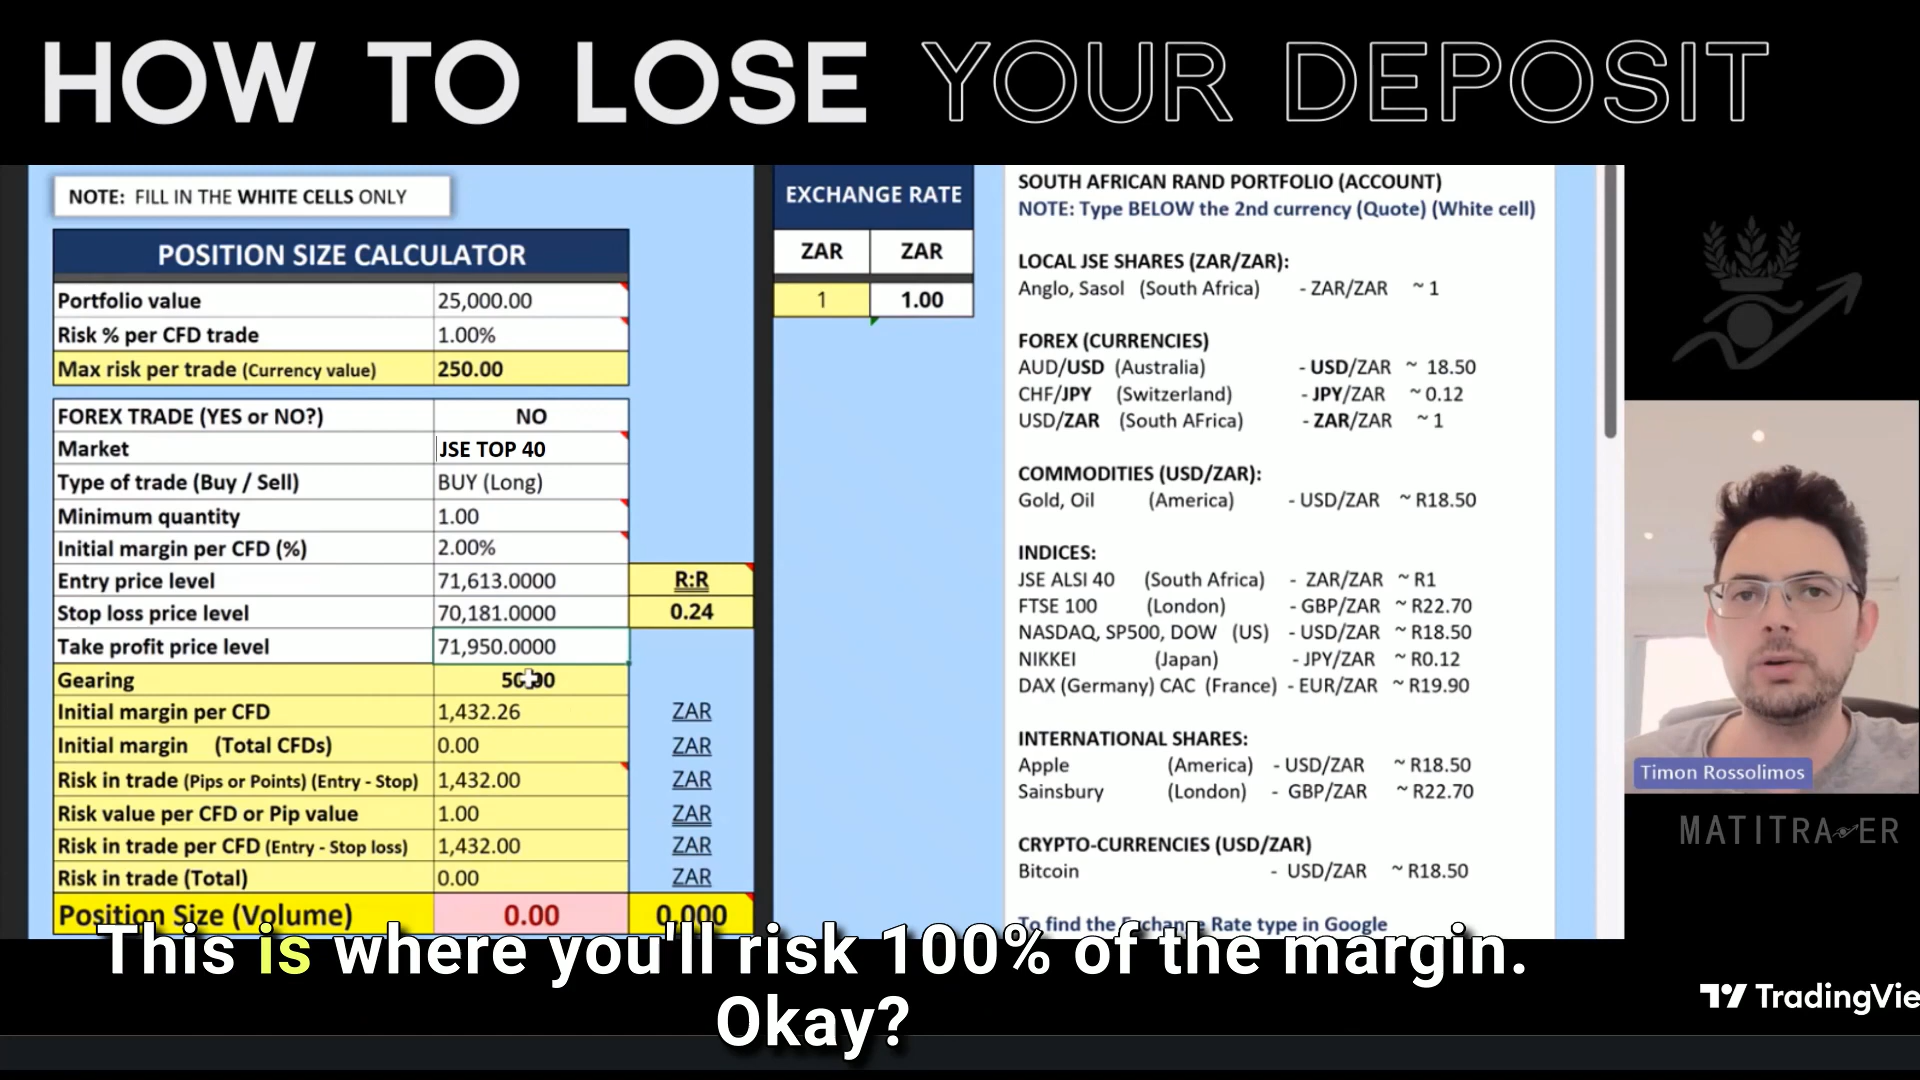 HOW TO LOSE YOUR DEPOSIT
NOTE: FILL IN THE WHITE CELLS ONLY
POSITION SIZE CALCULATOR
Portfolio value 25,000.00
Risk % per CFD trade 1.00%
Max risk per trade (Currency value) 250.00
FOREX TRADE (YES or NO?) NO
Market JSE TOP 40
Type of trade (Buy / Sell) BUY (Long)
Minimum quantity 1.00
Initial margin per CFD (%) 2.00%
Entry price level 71,613.0000 R:R
Stop loss price level 70,181.0000 0.24
Take profit price level 71,950.0000
Gearing
Initial margin per CFD 1,432.26 ZAR
Initial margin (Total CFDs) 0.00 ZAR
Risk in trade (Pips or Points) (Entry - Stop) 1,432.00 ZAR
Risk value per CFD or Pip value 1.00 ZAR
Risk in trade per CFD (Entry - Stop loss) 1,432.00 ZAR
Risk in trade (Total) 0.00 ZAR
Position Size (Volume) 0.00 0.000
EXCHANGE RATE
ZAR ZAR
1 1.00
SOUTH AFRICAN RAND PORTFOLIO (ACCOUNT)
NOTE: Type BELOW the 2nd currency (Quote) (White cell)
LOCAL JSE SHARES (ZAR/ZAR):
Anglo, Sasol (South Africa) - ZAR/ZAR ~ 1
FOREX (CURRENCIES)
AUD/USD (Australia) - USD/ZAR ~ 18.50
CHF/JPY (Switzerland) - JPY/ZAR ~ 0.12
USD/ZAR (South AFrica) - ZAR/ZAR ~ 1
COMMODITIES (USD/ZAR):
Gold, Oil (America) - USD/ZAR ~ R18.50
INDICES:
JSE ALSI 40 (South Africa) - ZAR/ZAR ~ R1
FTSE 100 (London) - GBP/ZAR ~ R22.70
NASDAQ, SP500, DOW (US) - USD/ZAR ~ R18.50
NIKKEI (Japan) - JPY/ZAR ~ R0.12
DAX (Germany) CAC (France) - EUR/ZAR ~ R19.90
INTERNATIONAL SHARES:
Apple (America) - USD/ZAR ~ R18.50
Sainsbury (London) - GBP/ZAR ~ R22.70
CRYPTO-CURRENCIES (USD/ZAR)
Bitcoin - USD/ZAR ~ R18.50
To find the Exchange Rate type in Google
Timon Rossolimos
MATITRADER
This is where you'll risk 100% of the margin.
Okay?
TradingVie